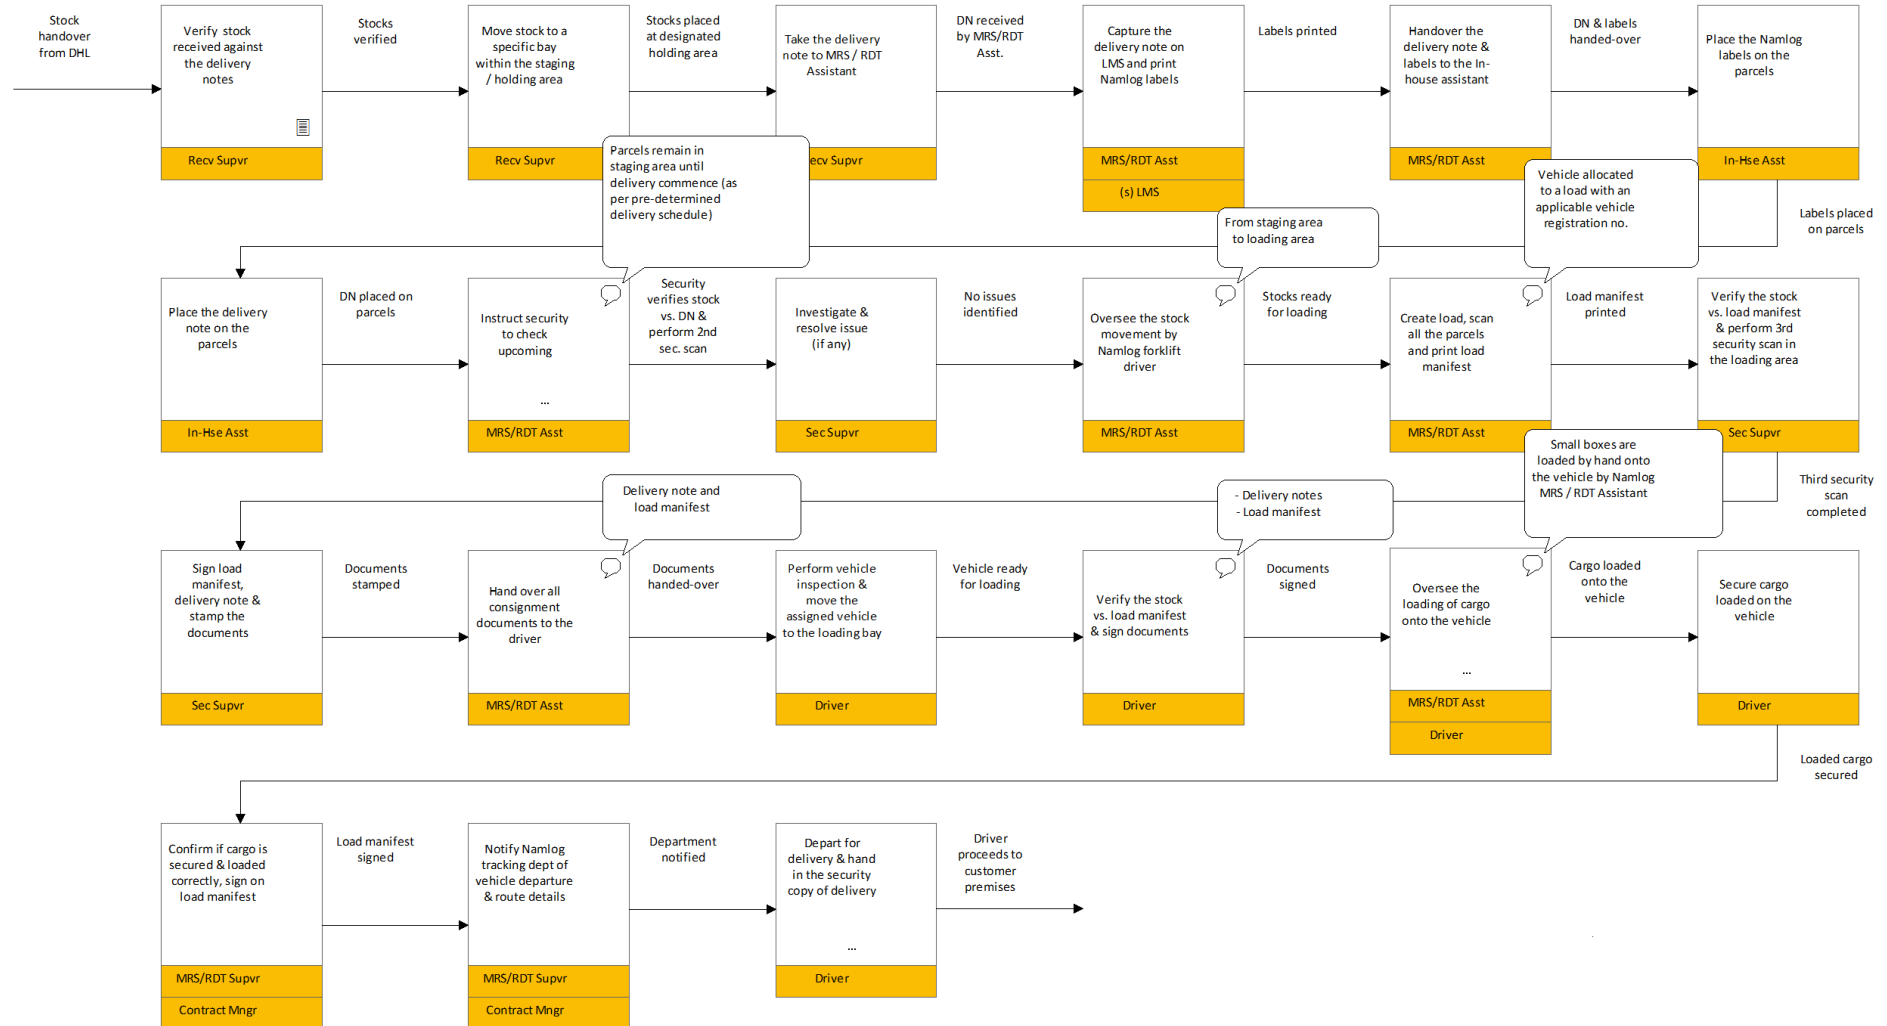 Stock
handover
from DHL
Verify  stock
received against
the delivery
notes
Recv Supvr
Stocks
verified
Move stock to a
specific bay
within the staging
/ holding area
Recv Supvr
Stocks placed
at designated
holding area
Take the delivery
note to MRS / RDT
Assistant
ecv Supvr
DN received
by MRS/RDT
Asst.
Capture the
delivery note on
LMS and print
Namlog labels
MRS/RDT Asst
(s) LMS
Labels printed
Handover the
delivery note &
labels to the In-
house assistant
MRS/RDT Asst
DN & labels
handed-over
Place the Namlog
labels on the
parcels
In-Hse Asst
Labels placed
on parcels
Place the delivery
note on the
parcels
In-Hse Asst
DN placed on
parcels
Parcels remain in
staging area until
delivery commence (as
per pre-determined
delivery schedule)
Instruct security
to check
upcoming
...
MRS/RDT Asst
Security
verifies stock
vs. DN &
perform 2nd
sec. scan
Investigate &
resolve issue
(if any)
Sec Supvr
No issues
identified
From staging area
to loading area
Oversee the stock
movement by
Namlog forklift
driver
MRS/RDT Asst
Stocks ready
for loading
Vehicle allocated
to a load with an
applicable vehicle
registration no.
Create load, scan
all the parcels
and print load
manifest
MRS/RDT Asst
Load manifest
printed
Verify the stock
vs. load manifest
& perform 3rd
security scan in
the loading area
Sec Supvr
Third security
scan
completed
Sign load
manifest,
delivery note &
stamp the
documents
Sec Supvr
Documents
stamped
Delivery note and
load manifest
Hand over all
consignment
documents to the
driver
MRS/RDT Asst
Documents
handed-over
Perform vehicle
inspection &
move the
assigned vehicle
to the loading bay
Driver
Vehicle ready
for loading
- Delivery notes
- Load manifest
Verify the stock
vs. load manifest
& sign documents
Driver
Documents
signed
Small boxes are
loaded by hand onto
the vehicle by Namlog
MRS / RDT Assistant
Oversee the
loading of cargo
onto the vehicle
...
MRS/RDT Asst
Driver
Cargo loaded
onto the
vehicle
Secure cargo
loaded on the
vehicle
Driver
Loaded cargo
secured
Confirm if cargo is
secured & loaded
correctly, sign on
load manifest
MRS/RDT Supvr
Contract Mngr
Load manifest
signed
Notify Namlog
tracking dept of
vehicle departure
& route details
MRS/RDT Supvr
Contract Mngr
Department
notified
Depart for
delivery & hand
in the security
copy of delivery
...
Driver
Driver
proceeds to
customer
premises